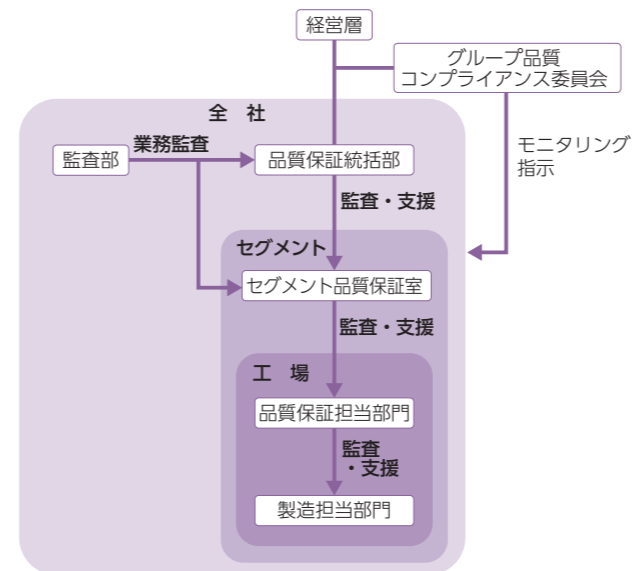 経営層
グループ品質
コンプライアンス委員会
全 社
業務監査
監査部
品質保証統括部
モニタリング
指示
監査・支援
セグメント
セグメント品質保証室
監査・支援
工 場
品質保証担当部門
監査
・支援
製造担当部門